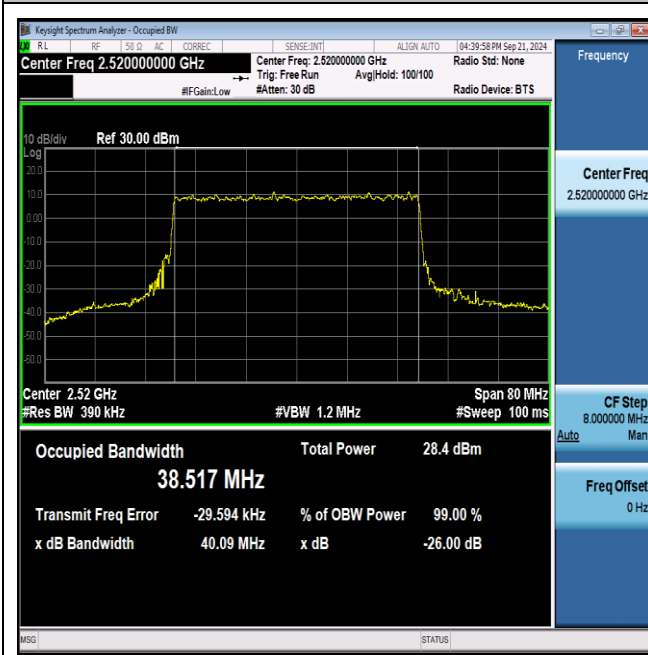 Keysight Spectrum Analyzer - Occupied BW
RL RF 50 Ω AC CORREC SENSE:INT ALIGN AUTO 04:39:58 PM Sep 21, 2024
Center Freq 2.520000000 GHz
Center Freq: 2.520000000 GHz Radio Std: None
Trig: Free Run Avg|Hold: 100/100
#IFGain:Low #Atten: 30 dB Radio Device: BTS
10 dB/div Ref 30.00 dBm
Log
20.0
10.0
0.00
-10.0
-20.0
-30.0
-40.0
-50.0
-60.0
Center 2.52 GHz Span 80 MHz
#Res BW 390 kHz #VBW 1.2 MHz #Sweep 100 ms
Occupied Bandwidth Total Power 28.4 dBm
38.517 MHz
Transmit Freq Error -29.594 kHz % of OBW Power 99.00 %
x dB Bandwidth 40.09 MHz x dB -26.00 dB
MSG STATUS
Frequency
Center Freq
2.520000000 GHz
CF Step
8.000000 MHz
Auto Man
Freq Offset
0 Hz